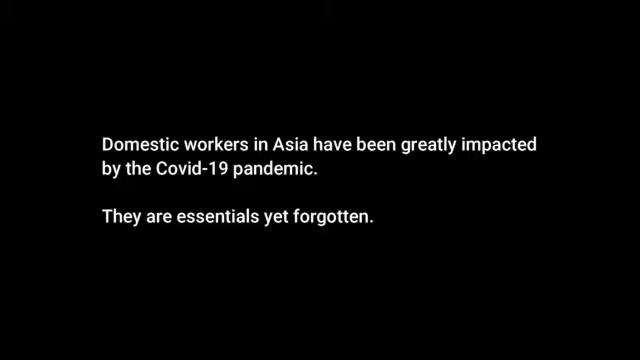 Domestic workers in Asia have been greatly impacted
by the Covid-19 pandemic.
They are essentials yet forgotten.